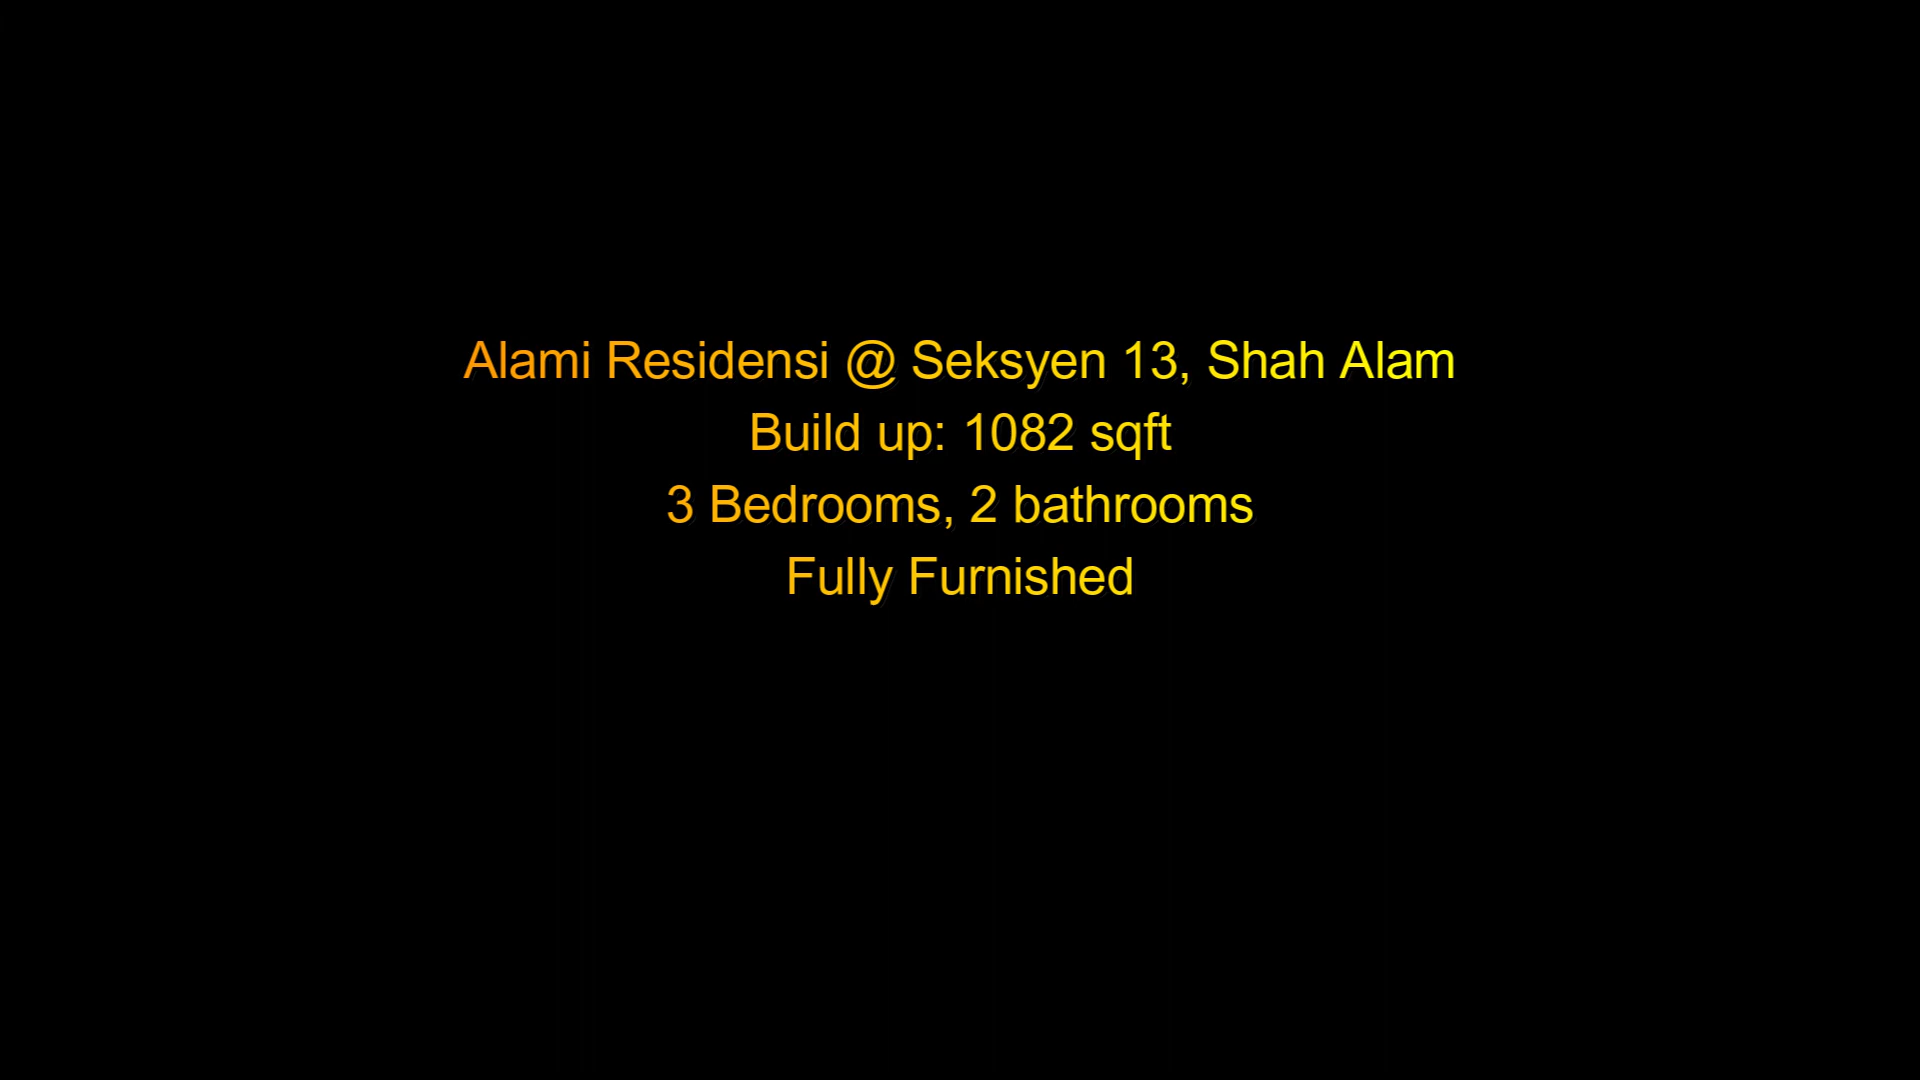 Alami Residensi @ Seksyen 13, Shah Alam
Build up: 1082 sqft
3 Bedrooms, 2 bathrooms
Fully Furnished